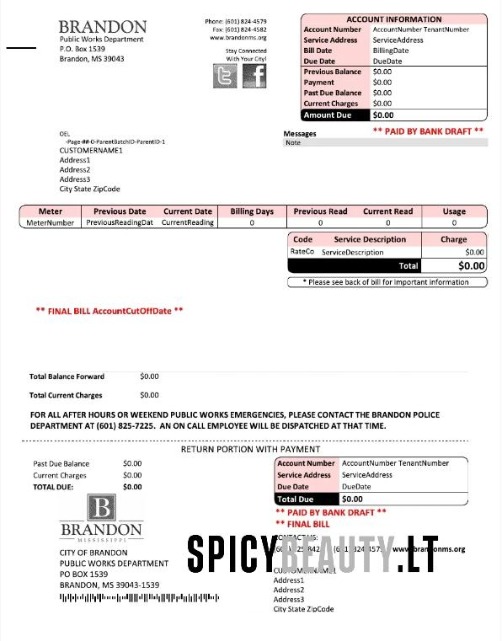 BRANDON
Public Works Department
P.O. Box 1539
Brandon, MS 39043
Phone: (601) 824-4579
Fax: (601) 824-4582
www.brandonms.org
Stay Connected
With Your City!
t f
ACCOUNT INFORMATION
Account Number AccountNumber TenantNumber
Service Address ServiceAddress
Bill Date BillingDate
Due Date DueDate
Previous Balance $0.00
Payment $0.00
Past Due Balance $0.00
Current Charges $0.00
Amount Due $0.00
OEL
-Page-##-D-ParentBatchID-ParentID-1
CUSTOMERNAME1
Address1
Address2
Address3
City State ZipCode
Messages ** PAID BY BANK DRAFT **
Note
Meter Previous Date Current Date Billing Days Previous Read Current Read Usage
MeterNumber PreviousReadingDat CurrentReading 0 0 0 0
Code Service Description Charge
RateCo ServiceDescription $0.00
Total $0.00
* Please see back of bill for important information
** FINAL BILL AccountCutOffDate **
Total Balance Forward $0.00
Total Current Charges $0.00
FOR ALL AFTER HOURS OR WEEKEND PUBLIC WORKS EMERGENCIES, PLEASE CONTACT THE BRANDON POLICE
DEPARTMENT AT (601) 825-7225. AN ON CALL EMPLOYEE WILL BE DISPATCHED AT THAT TIME.
RETURN PORTION WITH PAYMENT
Past Due Balance $0.00
Current Charges $0.00
TOTAL DUE: $0.00
Account Number AccountNumber TenantNumber
Service Address ServiceAddress
Due Date DueDate
Total Due $0.00
** PAID BY BANK DRAFT **
** FINAL BILL
B
BRANDON
MISSISSIPPI
CITY OF BRANDON
PUBLIC WORKS DEPARTMENT
PO BOX 1539
BRANDON, MS 39043-1539
SPICYBEAUTY.LT
Address1
Address2
Address3
City State ZipCode